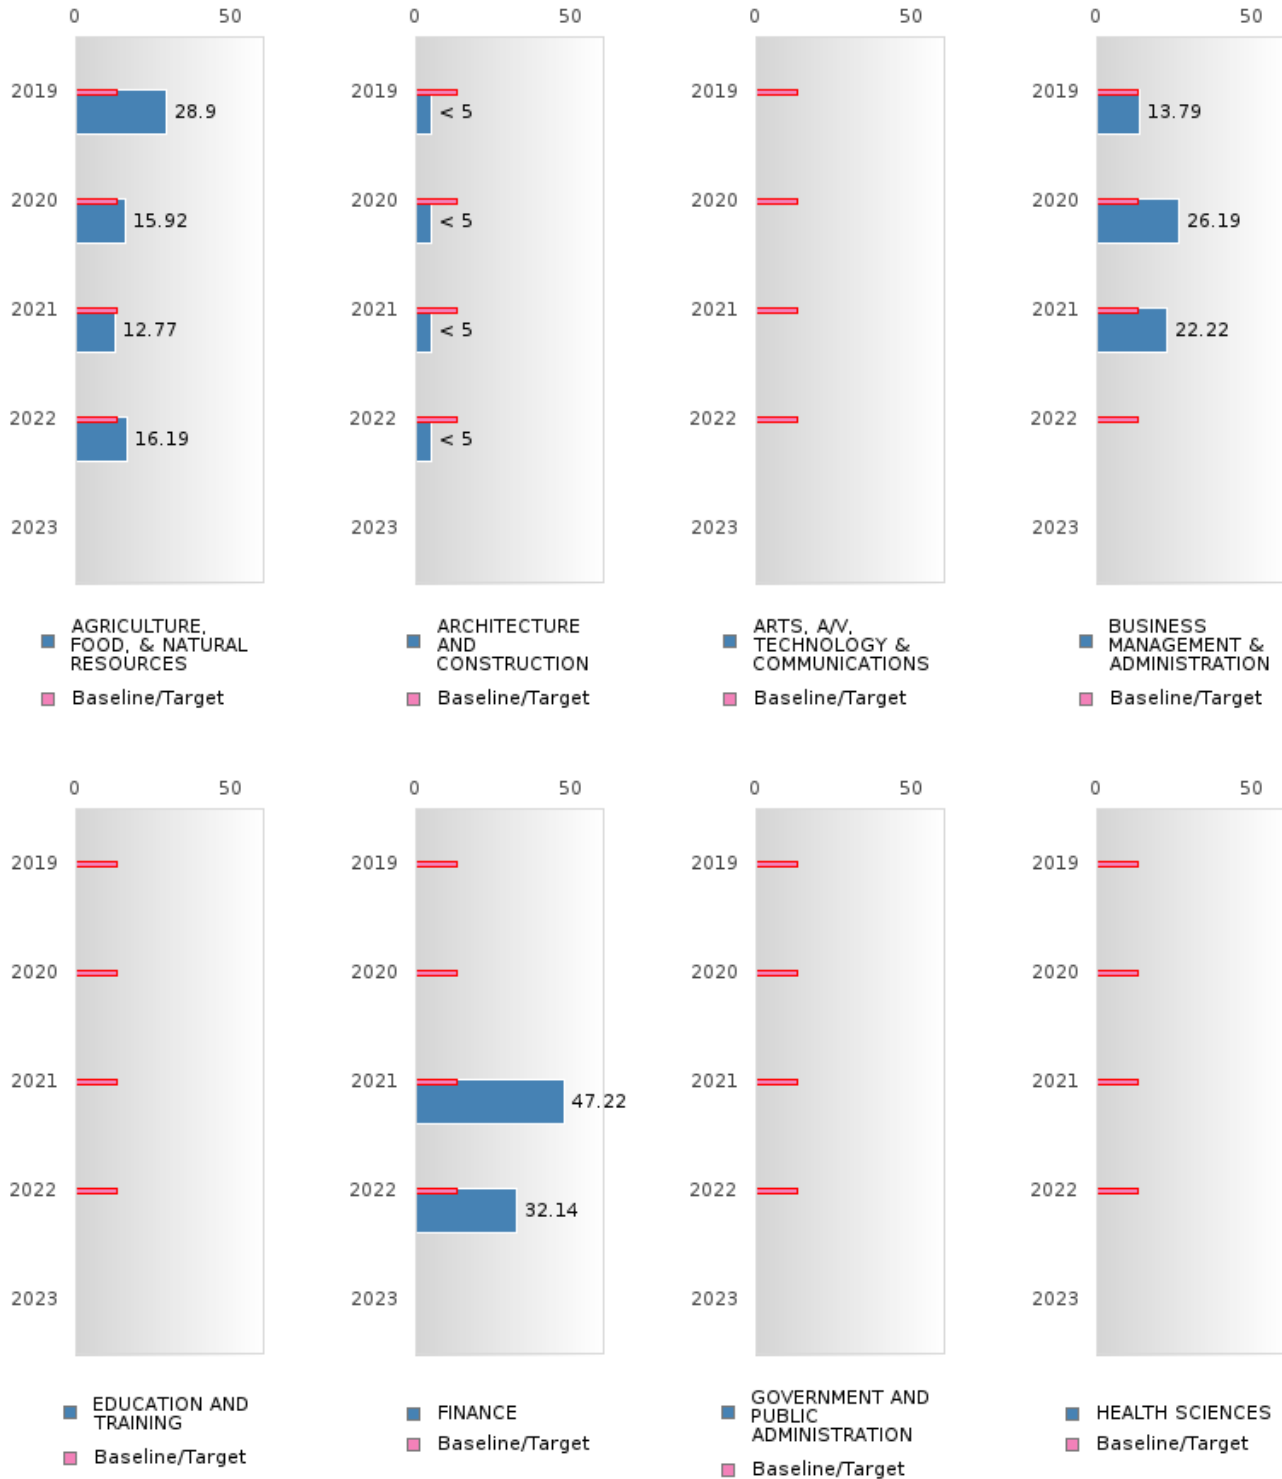 0 50 0 50 0 50 0 50
2019 28.9 2019 < 5 2019 2019 13.79
2020 15.92 2020 < 5 2020 2020 26.19
2021 12.77 2021 < 5 2021 2021 22.22
2022 16.19 2022 < 5 2022 2022
2023 2023 2023 2023
AGRICULTURE,
FOOD, & NATURAL
RESOURCES
Baseline/Target
ARCHITECTURE
AND
CONSTRUCTION
Baseline/Target
ARTS, A/V,
TECHNOLOGY &
COMMUNICATIONS
Baseline/Target
BUSINESS
MANAGEMENT &
ADMINISTRATION
Baseline/Target
0 50 0 50 0 50 0 50
2019 2019 2019 2019
2020 2020 2020 2020
2021 2021 47.22 2021 2021
2022 2022 32.14 2022 2022
2023 2023 2023 2023
EDUCATION AND
TRAINING
Baseline/Target
FINANCE
Baseline/Target
GOVERNMENT AND
PUBLIC
ADMINISTRATION
Baseline/Target
HEALTH SCIENCES
Baseline/Target